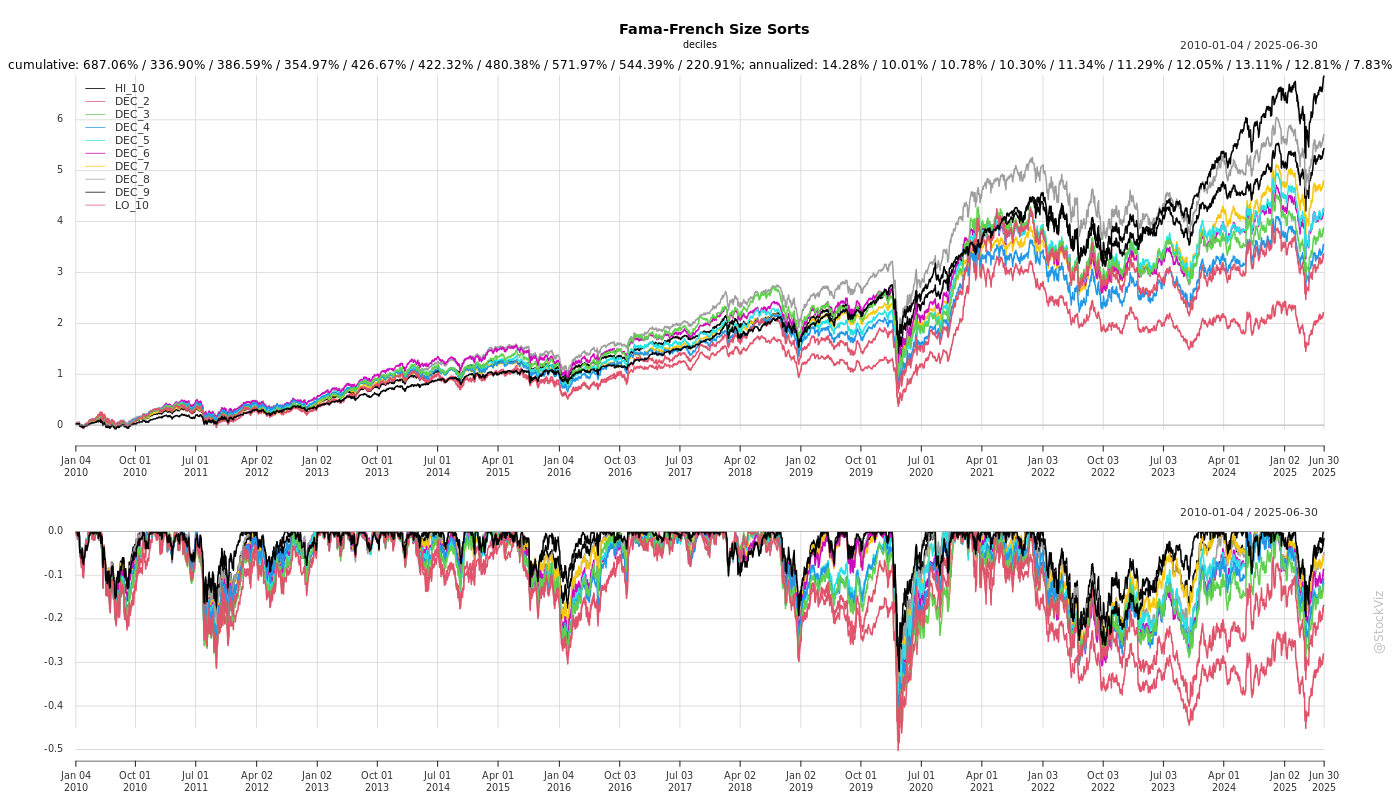 Fama-French Size Sorts
deciles
2010-01-04 / 2025-06-30
cumulative: 687.06% / 336.90% / 386.59% / 354.97% / 426.67% / 422.32% / 480.38% / 571.97% / 544.39% / 220.91%; annualized: 14.28% / 10.01% / 10.78% / 10.30% / 11.34% / 11.29% / 12.05% / 13.11% / 12.81% / 7.83%
HI_10
DEC_2
DEC_3
DEC_4
DEC_5
DEC_6
DEC_7
DEC_8
DEC_9
LO_10
6
5
4
3
2
1
0
Jan 04 Oct 01 Jul 01 Apr 02 Jan 02 Oct 01 Jul 01 Apr 01 Jan 04 Oct 03 Jul 03 Apr 02 Jan 02 Oct 01 Jul 01 Apr 01 Jan 03 Oct 03 Jul 03 Apr 01 Jan 02 Jun 30
2010 2010 2011 2012 2013 2013 2014 2015 2016 2016 2017 2018 2019 2019 2020 2021 2022 2022 2023 2024 2025 2025
2010-01-04 / 2025-06-30
0.0
-0.1
-0.2
-0.3
-0.4
-0.5
Jan 04 Oct 01 Jul 01 Apr 02 Jan 02 Oct 01 Jul 01 Apr 01 Jan 04 Oct 03 Jul 03 Apr 02 Jan 02 Oct 01 Jul 01 Apr 01 Jan 03 Oct 03 Jul 03 Apr 01 Jan 02 Jun 30
2010 2010 2011 2012 2013 2013 2014 2015 2016 2016 2017 2018 2019 2019 2020 2021 2022 2022 2023 2024 2025 2025
@StockViz